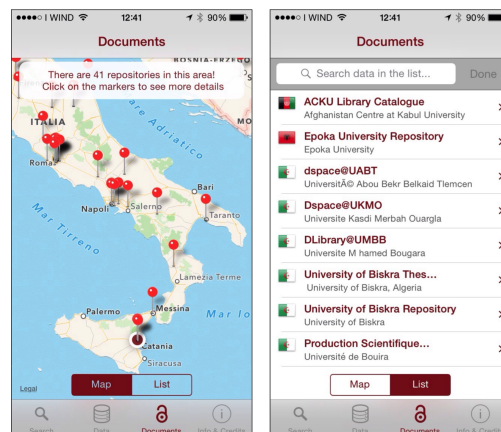 ●●●●○ I WIND 12:41 90%
Documents
BOSNIA-ERZEGO
There are 41 repositories in this area!
Click on the markers to see more details
ITALIA
MO
Mare Adriatico
Roma
Bari
Napoli
Salerno
Taranto
Mar Tirreno
Lamezia Terme
Palermo
Messina
Mar Io
Catania
Siracusa
Legal
Map List
Search Data Documents Info & Credits
●●●●○ I WIND 12:41 90%
Documents
Search data in the list... Done
ACKU Library Catalogue
Afghanistan Centre at Kabul University
Epoka University Repository
Epoka University
dspace@UABT
UniversitÃ© Abou Bekr Belkaid Tlemcen
Dspace@UKMO
Universite Kasdi Merbah Ouargla
DLibrary@UMBB
Universite M hamed Bougara
University of Biskra Thes...
University of Biskra, Algeria
University of Biskra Repository
University of Biskra
Production Scientifique...
Université de Bouira
Map List
Search Data Documents Info & Credits